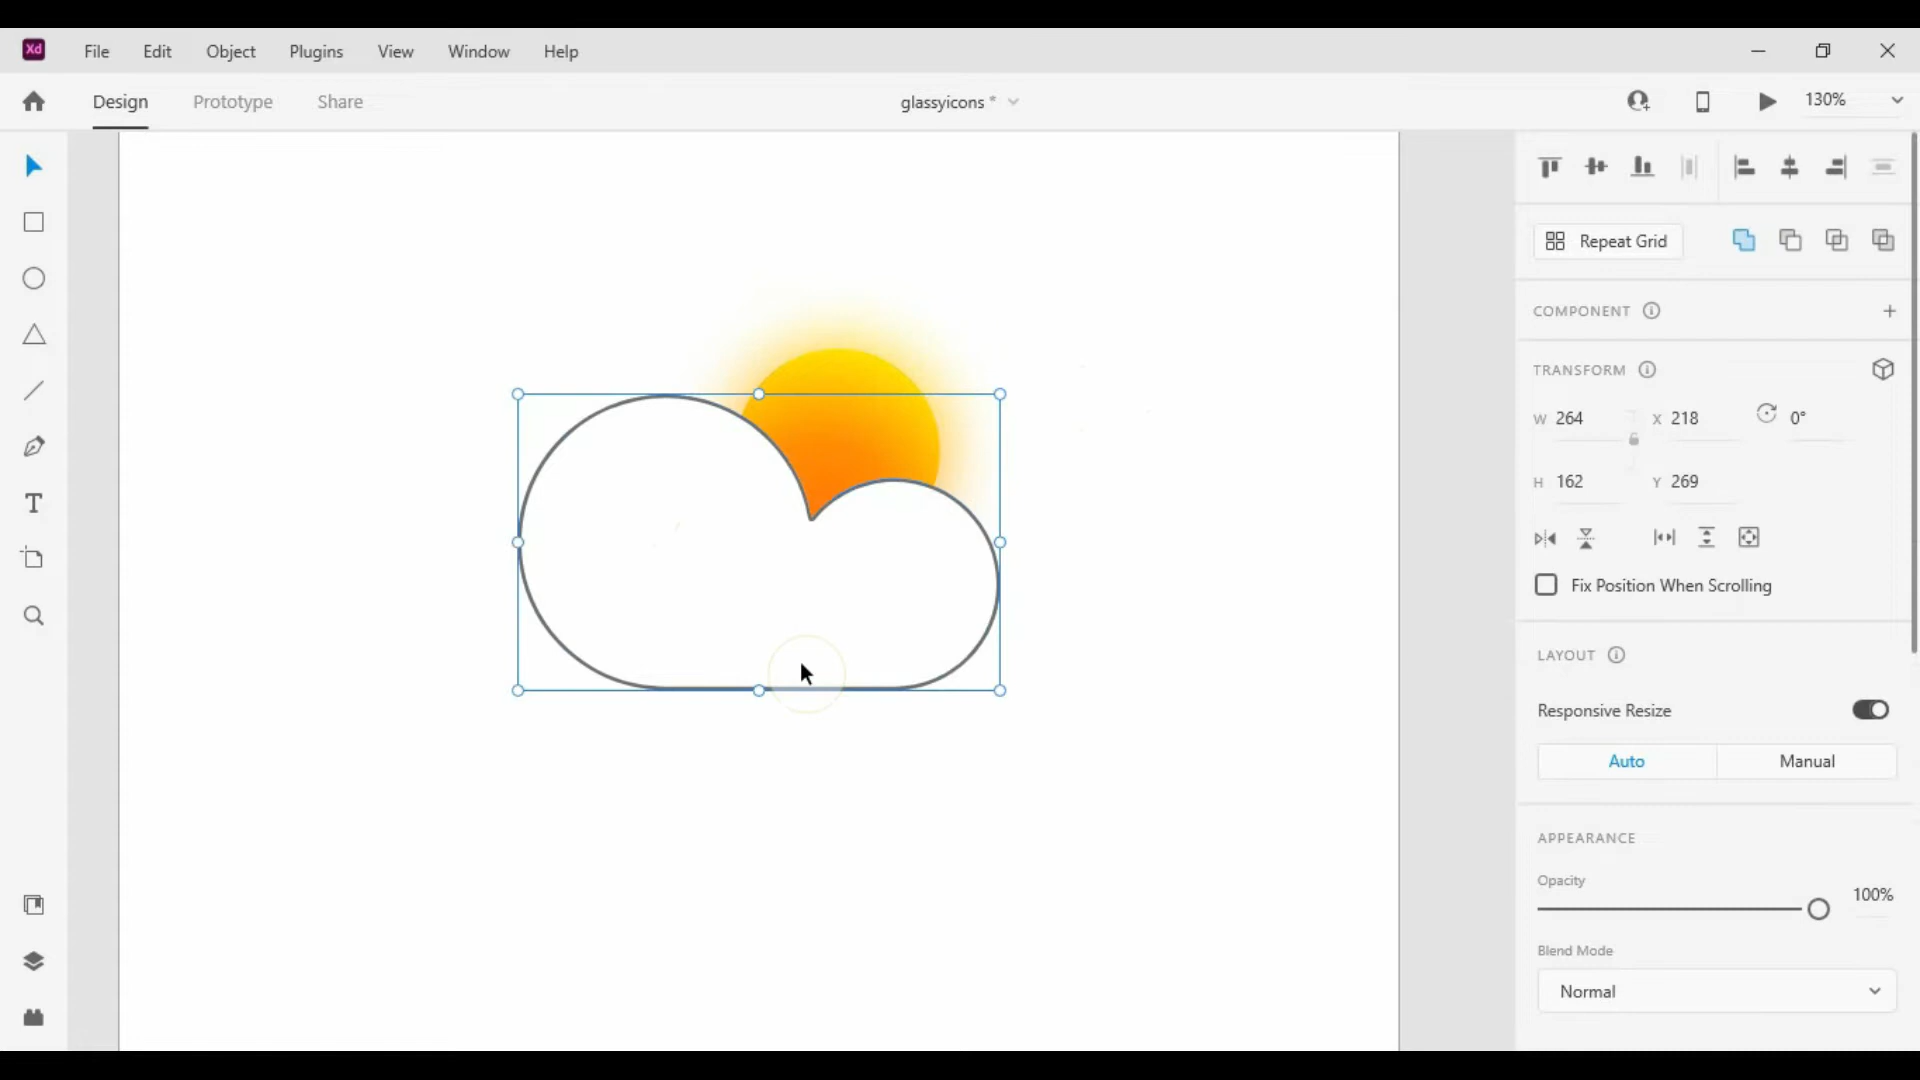 Xd File Edit Object Plugins View Window Help
Design Prototype Share glassyicons * 130%
Repeat Grid
COMPONENT
TRANSFORM
W 264 X 218 0°
H 162 Y 269
Fix Position When Scrolling
LAYOUT
Responsive Resize
Auto Manual
APPEARANCE
Opacity
100%
Blend Mode
Normal
T